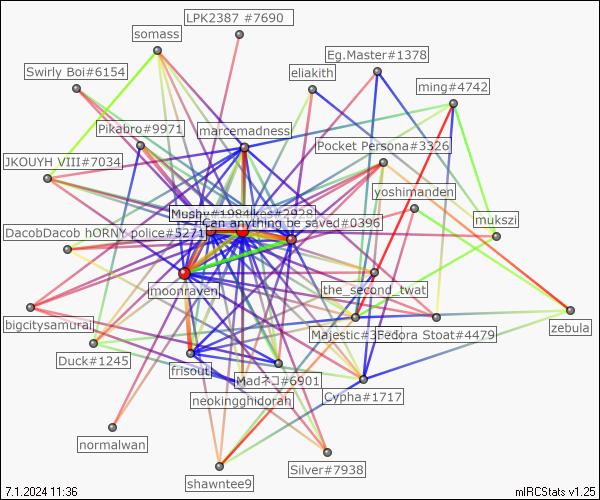 LPK2387 #7690
somass
Eg.Master#1378
Swirly Boi#6154
eliakith
ming#4742
Pikabro#9971
marcemadness
Pocket Persona#3326
JKOUYH VIII#7034
yoshimanden
Mushy#1984
#2928
mukszi
Can anything be saved#0396
DacobDacob hORNY police#5271
moonraven
the_second_twat
bigcitysamurai
Majestic
Fedora Stoat#4479
zebula
Duck#1245
frisout
Madネコ#6901
neokingghidorah
Cypha#1717
normalwan
Silver#7938
shawntee9
7.1.2024 11:36
mIRCStats v1.25